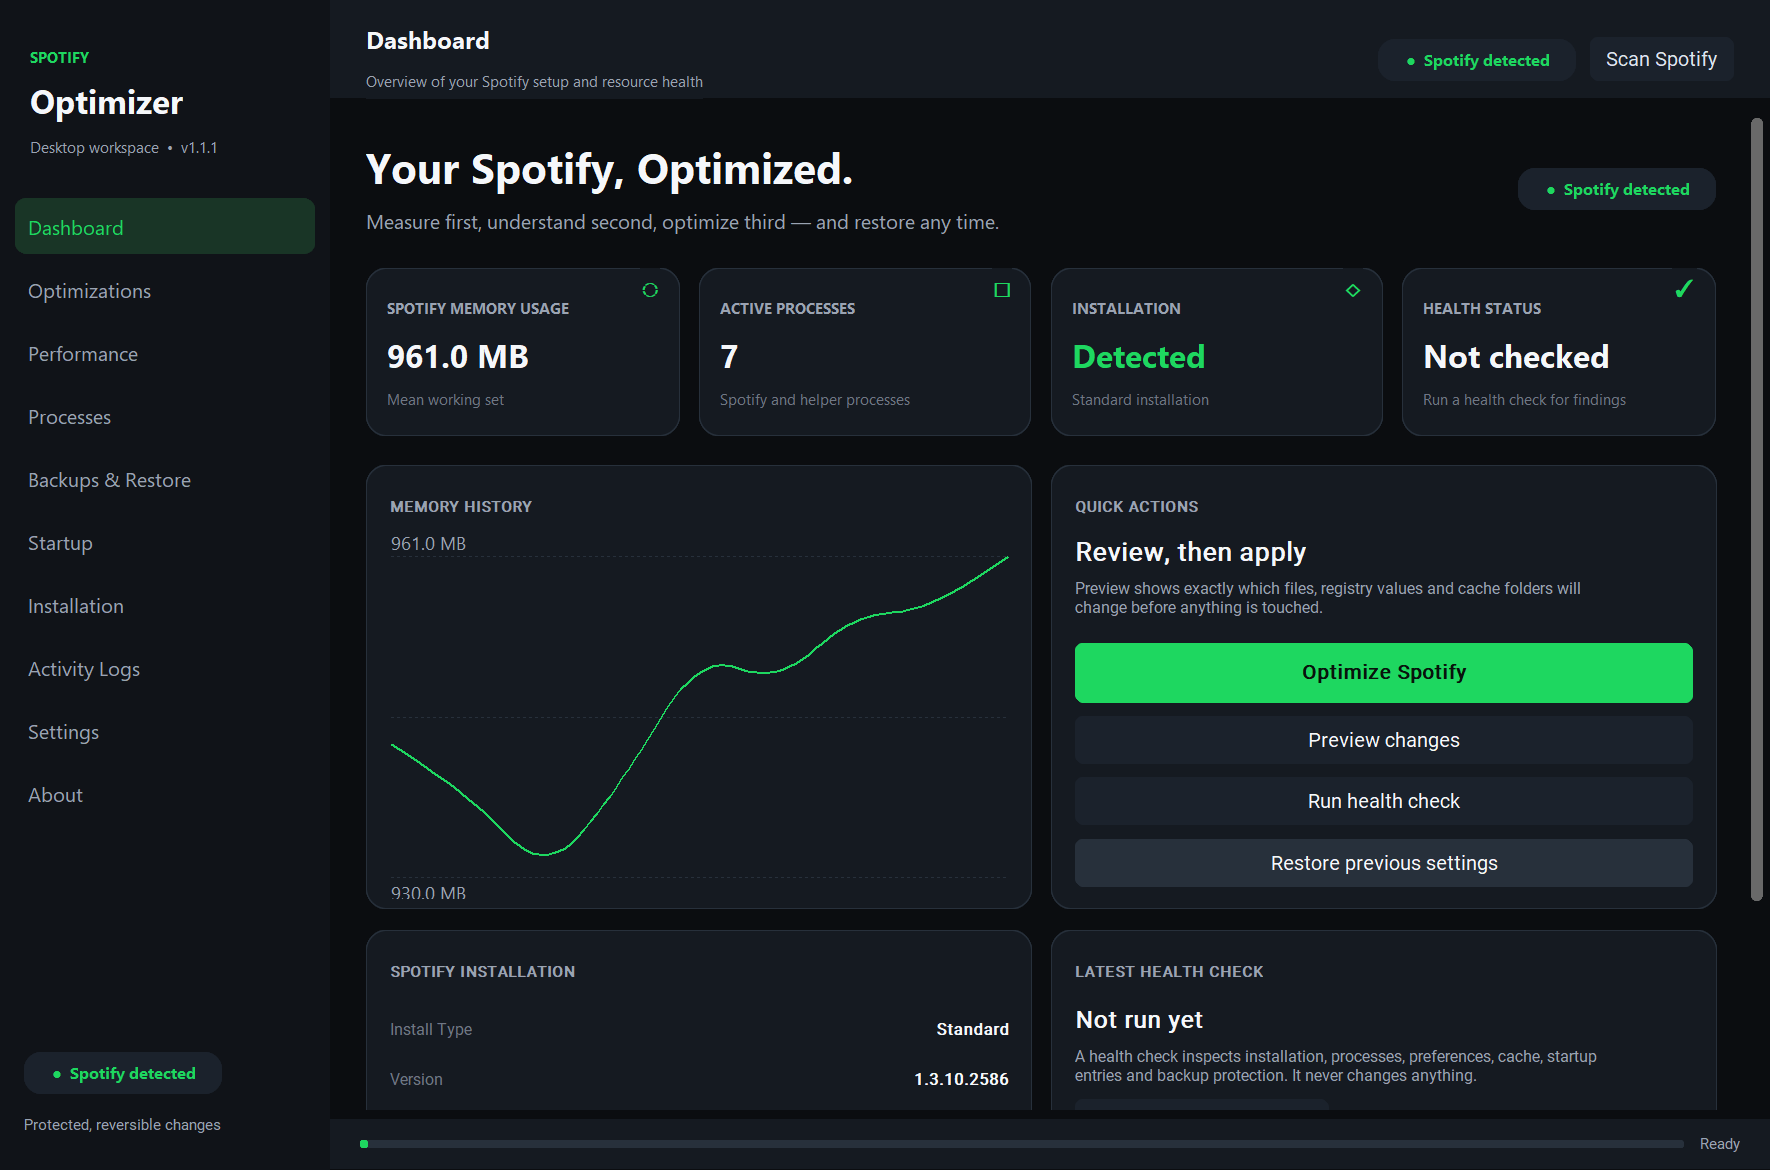 SPOTIFY
Optimizer
Desktop workspace • v1.1.1
Dashboard
Optimizations
Performance
Processes
Backups & Restore
Startup
Installation
Activity Logs
Settings
About
● Spotify detected
Protected, reversible changes
Dashboard
Overview of your Spotify setup and resource health
● Spotify detected
Scan Spotify
Your Spotify, Optimized.
Measure first, understand second, optimize third — and restore any time.
● Spotify detected
SPOTIFY MEMORY USAGE
961.0 MB
Mean working set
ACTIVE PROCESSES
7
Spotify and helper processes
INSTALLATION
Detected
Standard installation
HEALTH STATUS
Not checked
Run a health check for findings
MEMORY HISTORY
961.0 MB
930.0 MB
QUICK ACTIONS
Review, then apply
Preview shows exactly which files, registry values and cache folders will
change before anything is touched.
Optimize Spotify
Preview changes
Run health check
Restore previous settings
SPOTIFY INSTALLATION
Install Type Standard
Version 1.3.10.2586
LATEST HEALTH CHECK
Not run yet
A health check inspects installation, processes, preferences, cache, startup
entries and backup protection. It never changes anything.
Ready